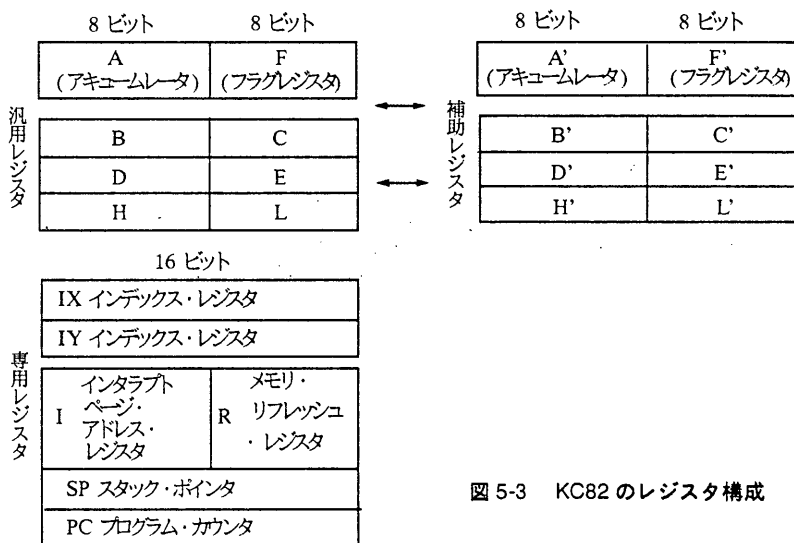 8 ビット 8 ビット
A F
(アキュームレータ) (フラグレジスタ)
汎用レジスタ
B C
D E
H L
8 ビット 8 ビット
A' F'
(アキュームレータ) (フラグレジスタ)
補助レジスタ
B' C'
D' E'
H' L'
16 ビット
IX インデックス・レジスタ
IY インデックス・レジスタ
専用レジスタ
I
インタラプト
ページ・
アドレス・
レジスタ
R
メモリ・
リフレッシュ
・レジスタ
SP スタック・ポインタ
PC プログラム・カウンタ
図 5-3 KC82 のレジスタ構成